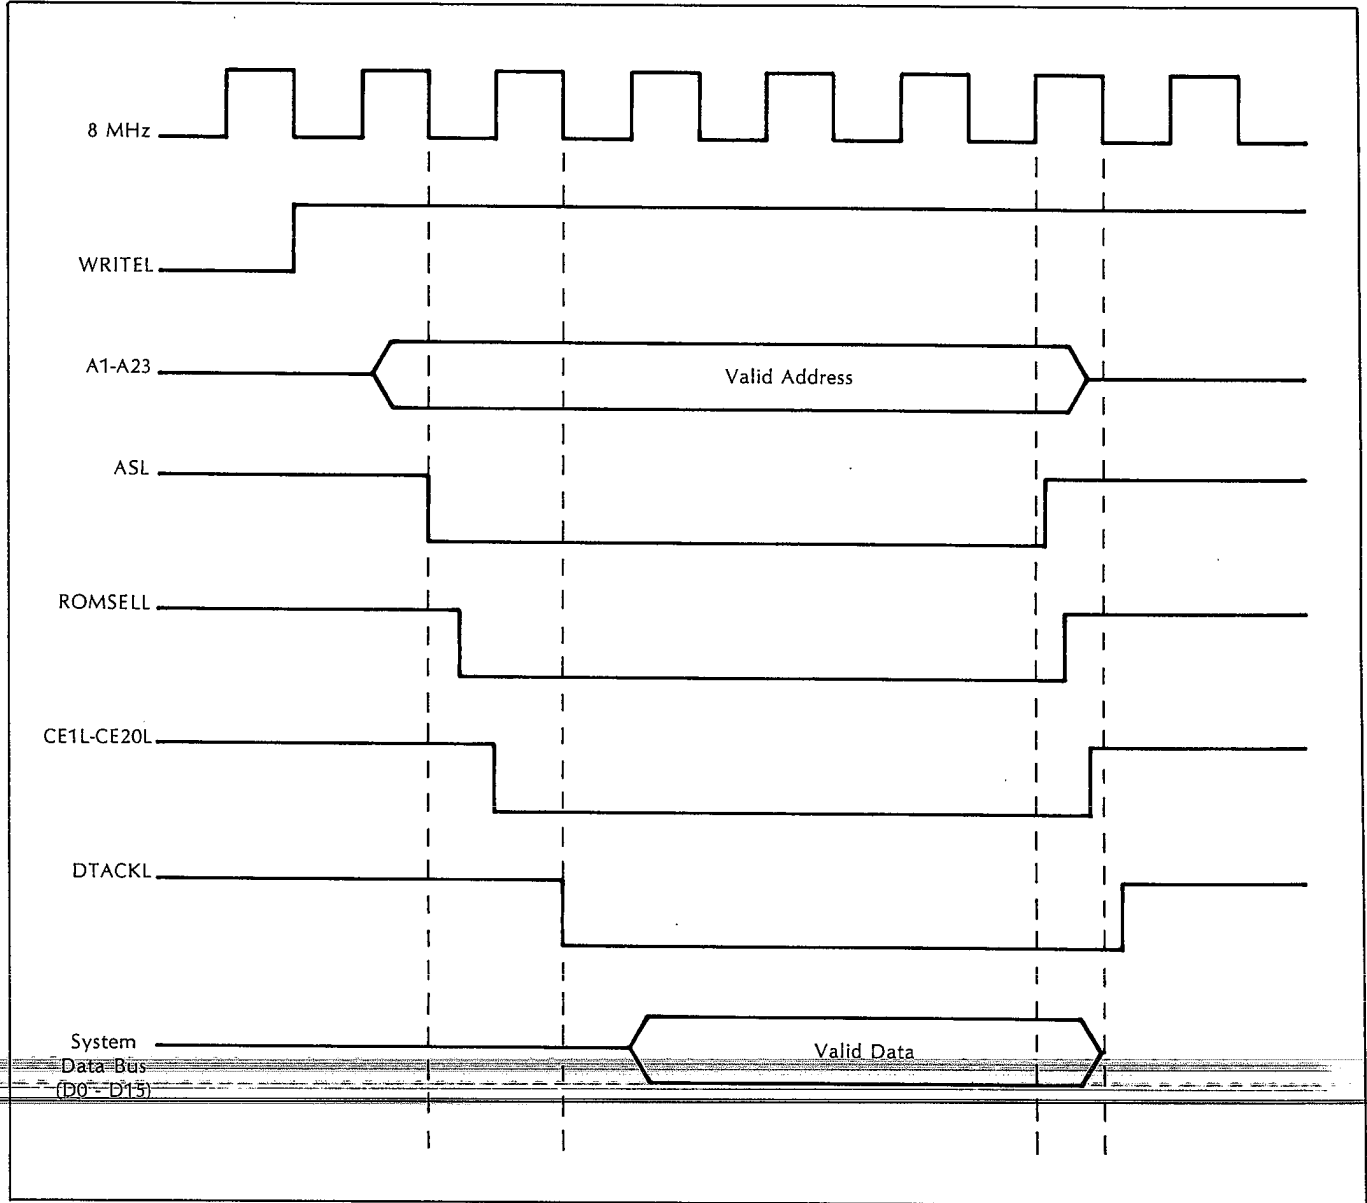 8 MHz
WRITEL
A1-A23
Valid Address
ASL
ROMSELL
CE1L-CE20L
DTACKL
System
Data Bus
(D0 - D15)
Valid Data